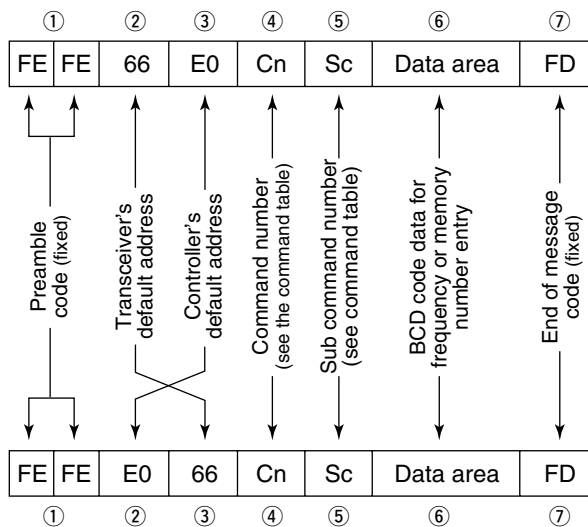 ① ② ③ ④ ⑤ ⑥ ⑦
FE FE 66 E0 Cn Sc Data area FD
Preamble
code (fixed)
Transceiver's
default address
Controller's
default address
Command number
(see the command table)
Sub command number
(see command table)
BCD code data for
frequency or memory
number entry
End of message
code (fixed)
FE FE E0 66 Cn Sc Data area FD
① ② ③ ④ ⑤ ⑥ ⑦